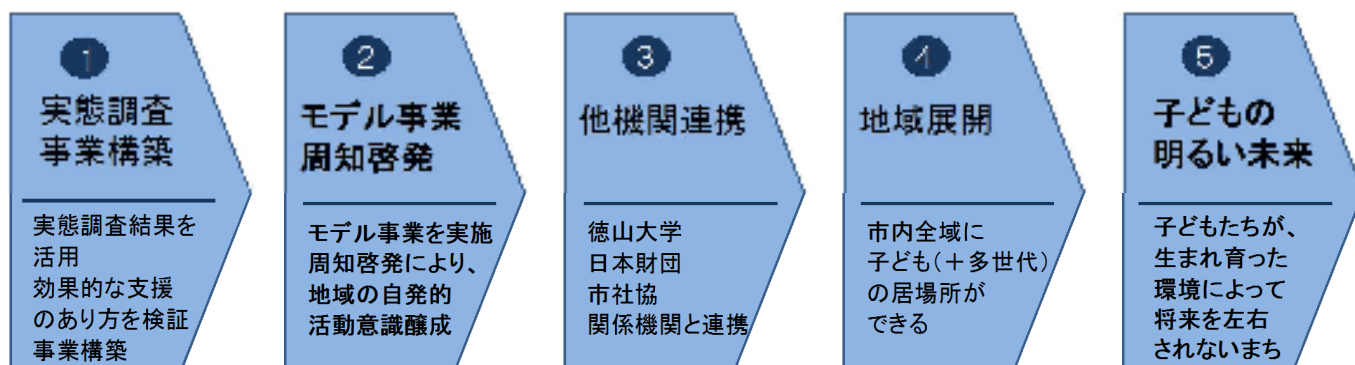 1
実態調査
事業構築
実態調査結果を
活用
効果的な支援
のあり方を検証
事業構築
2
モデル事業
周知啓発
モデル事業を実施
周知啓発により、
地域の自発的
活動意識醸成
3
他機関連携
徳山大学
日本財団
市社協
関係機関と連携
4
地域展開
市内全域に
子ども(+多世代)
の居場所が
できる
5
子どもの
明るい未来
子どもたちが、
生まれ育った
環境によって
将来を左右
されないまち